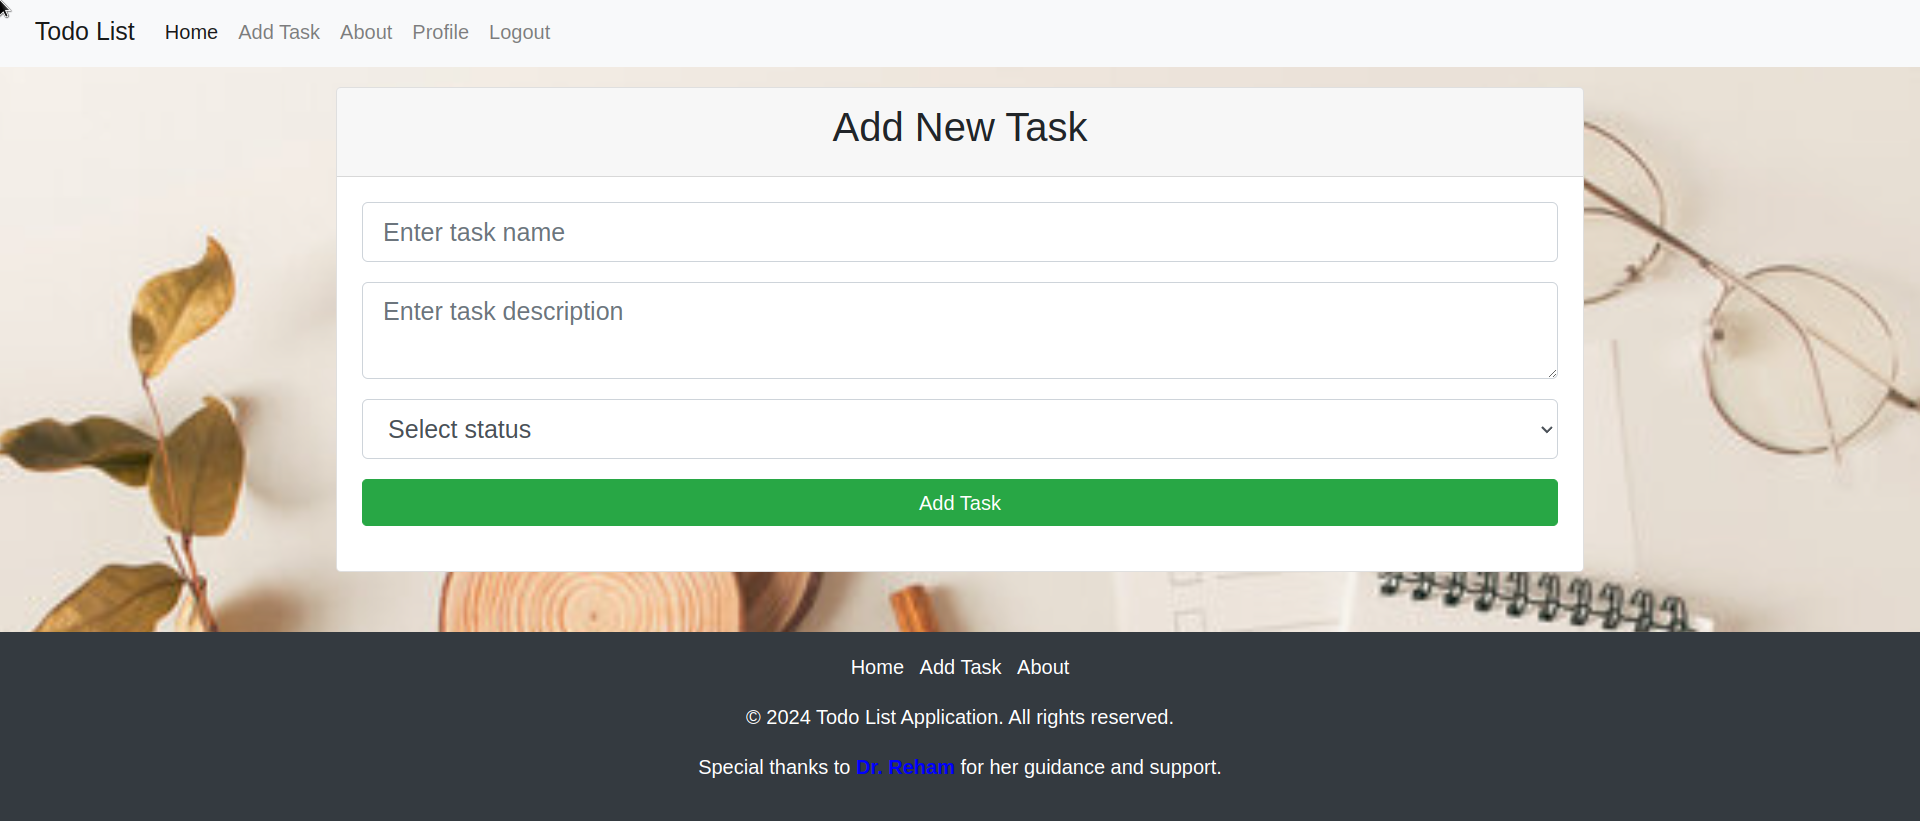 Todo List Home Add Task About Profile Logout
Add New Task
Enter task name
Enter task description
Select status
Add Task
Home Add Task About
© 2024 Todo List Application. All rights reserved.
Special thanks to Dr. Reham for her guidance and support.